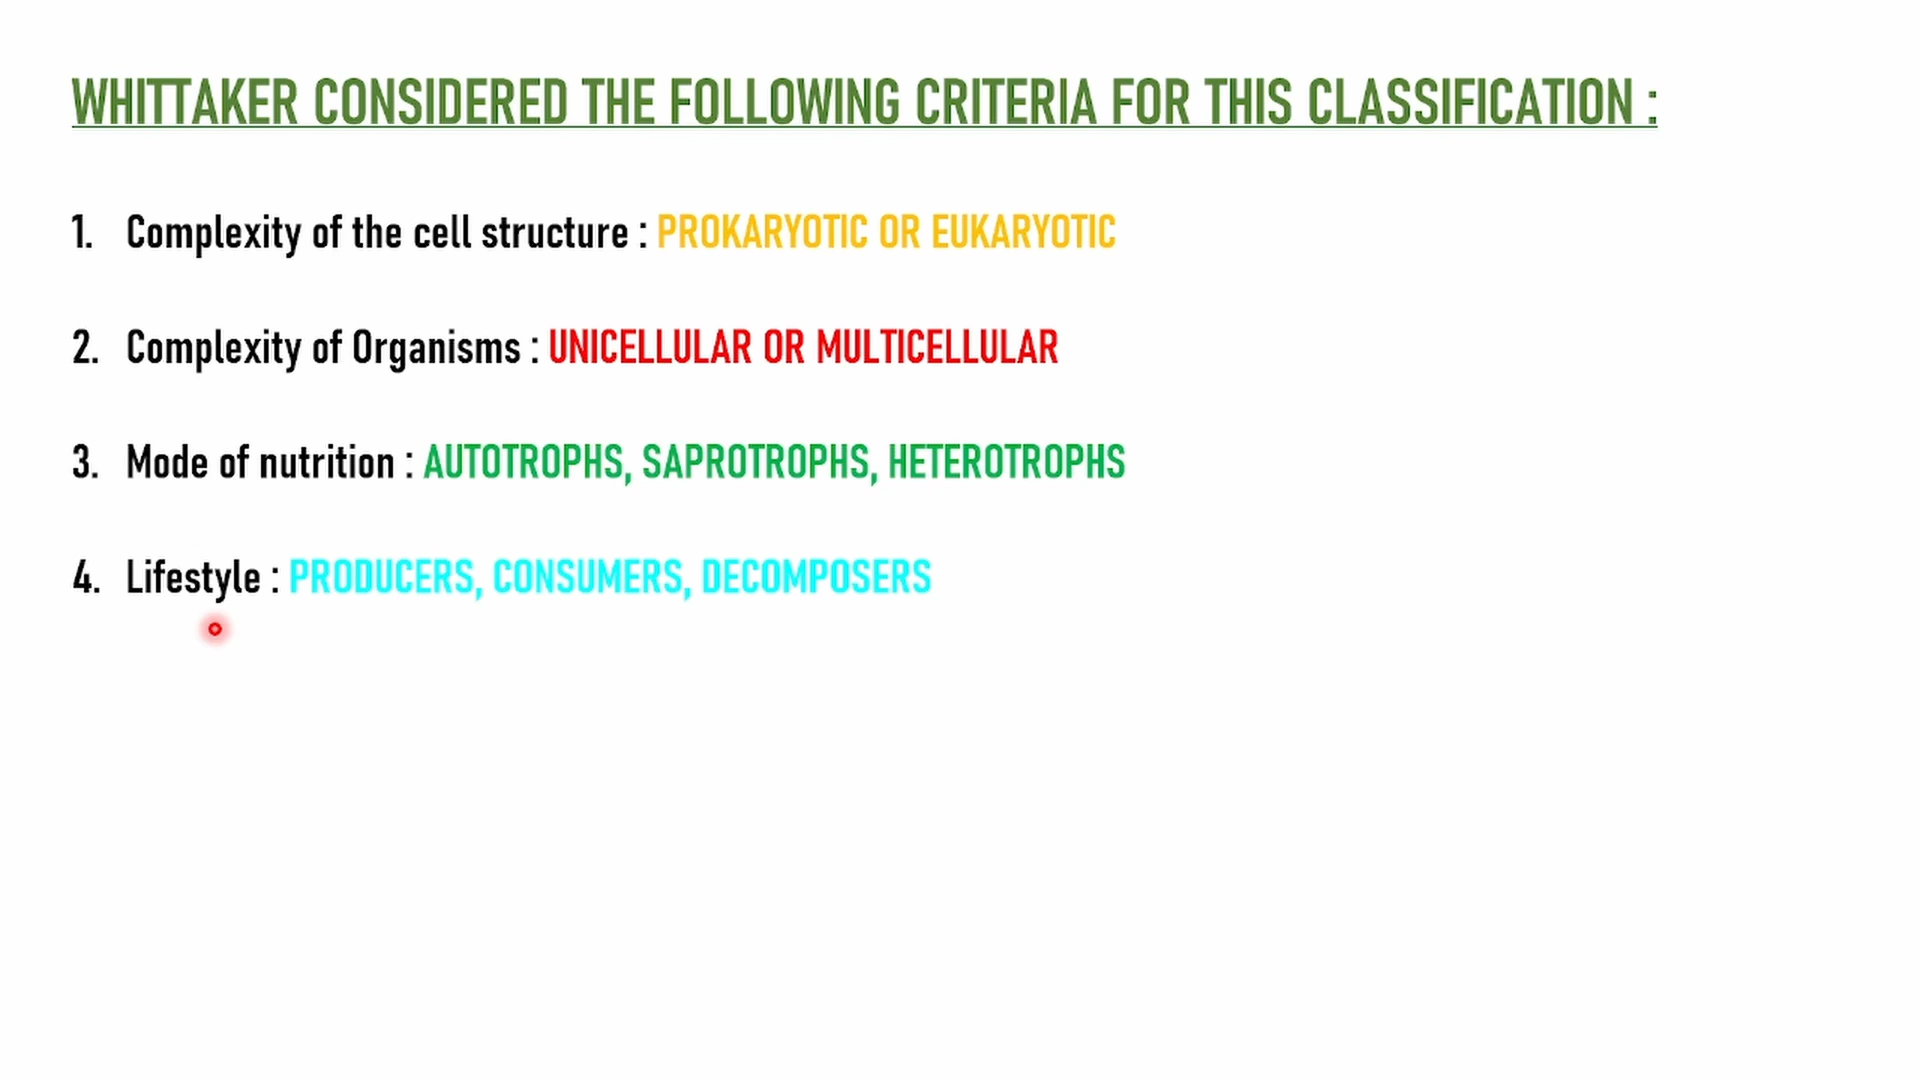 WHITTAKER CONSIDERED THE FOLLOWING CRITERIA FOR THIS CLASSIFICATION :
1. Complexity of the cell structure : PROKARYOTIC OR EUKARYOTIC
2. Complexity of Organisms : UNICELLULAR OR MULTICELLULAR
3. Mode of nutrition : AUTOTROPHS, SAPROTROPHS, HETEROTROPHS
4. Lifestyle : PRODUCERS, CONSUMERS, DECOMPOSERS